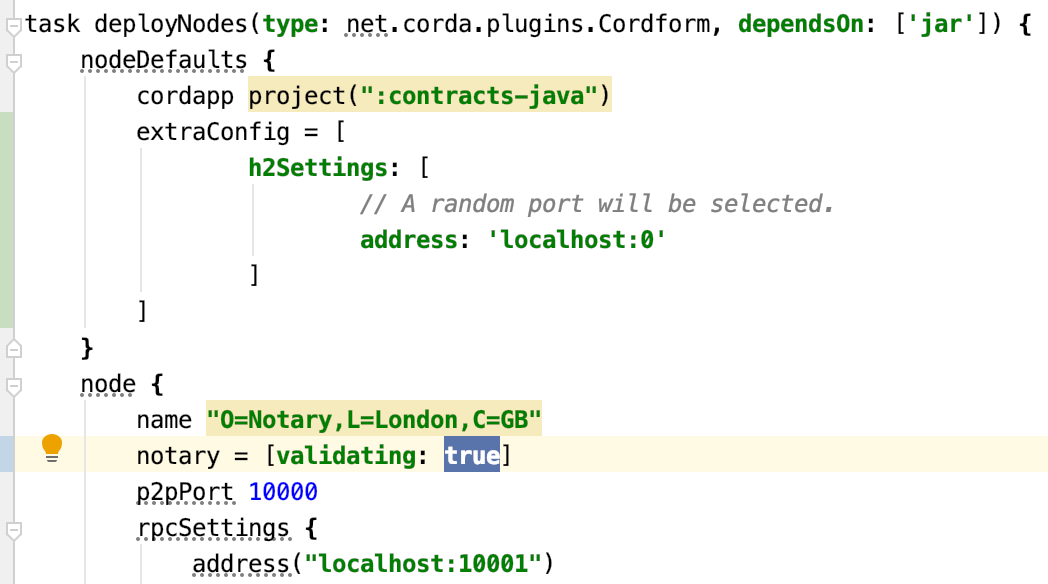 task deployNodes(type: net.corda.plugins.Cordform, dependsOn: ['jar']) {
nodeDefaults {
cordapp project(":contracts-java")
extraConfig = [
h2Settings: [
// A random port will be selected.
address: 'localhost:0'
]
]
}
node {
name "O=Notary,L=London,C=GB"
notary = [validating: true]
p2pPort 10000
rpcSettings {
address("localhost:10001")